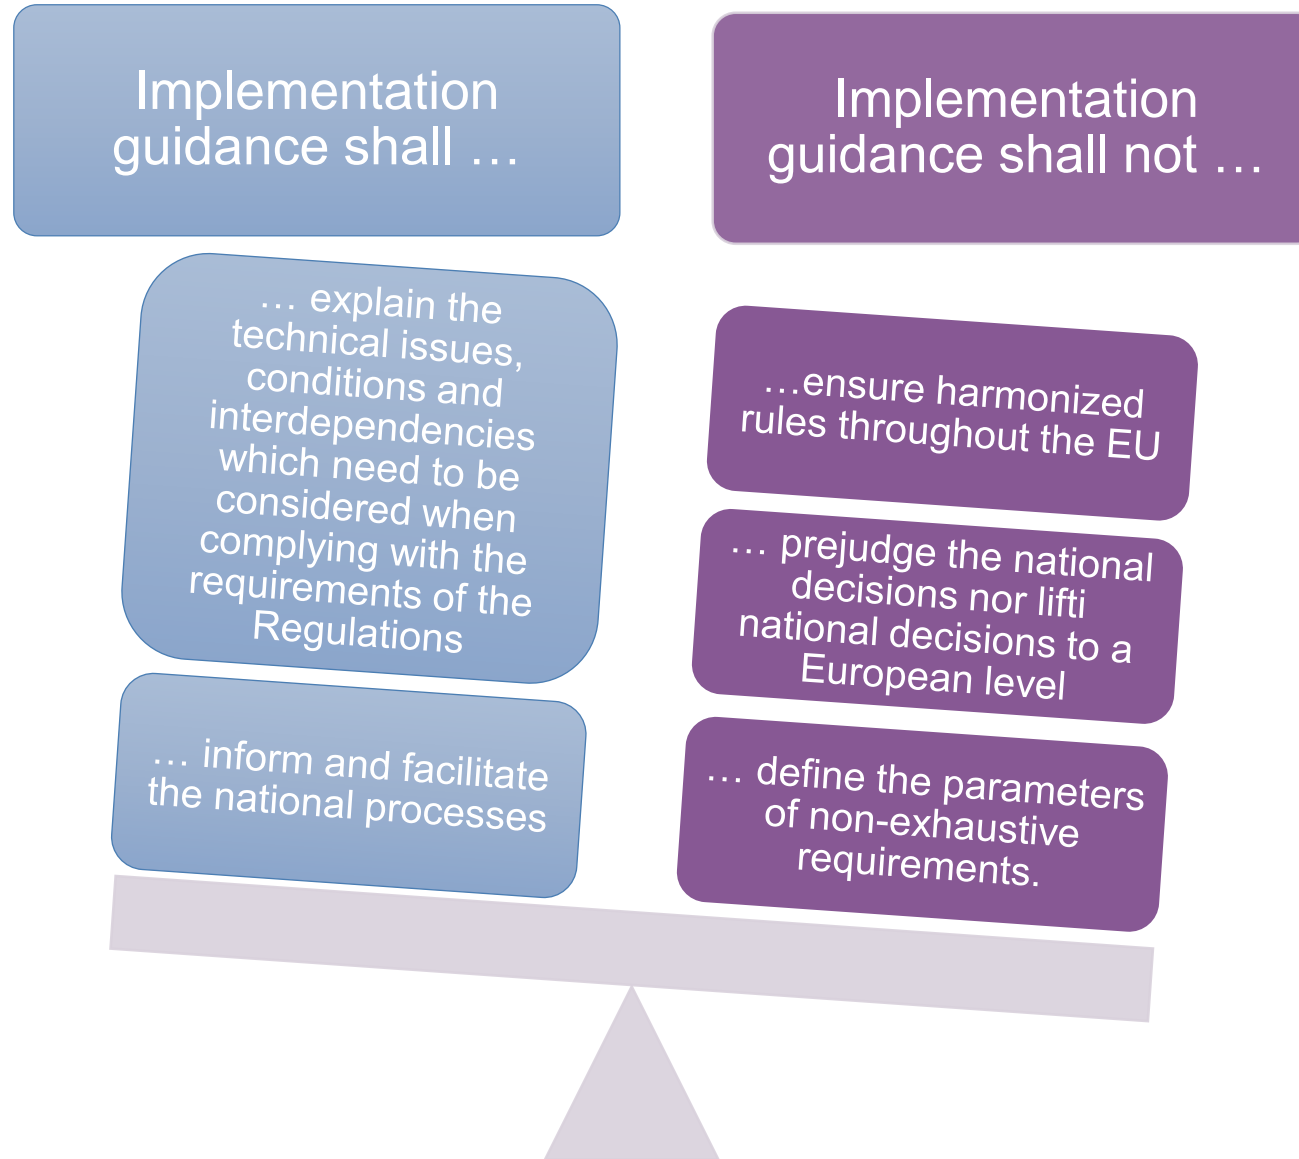 Implementation
guidance shall …
… explain the
technical issues,
conditions and
interdependencies
which need to be
considered when
complying with the
requirements of the
Regulations
… inform and facilitate
the national processes
Implementation
guidance shall not …
…ensure harmonized
rules throughout the EU
… prejudge the national
decisions nor lifti
national decisions to a
European level
… define the parameters
of non-exhaustive
requirements.